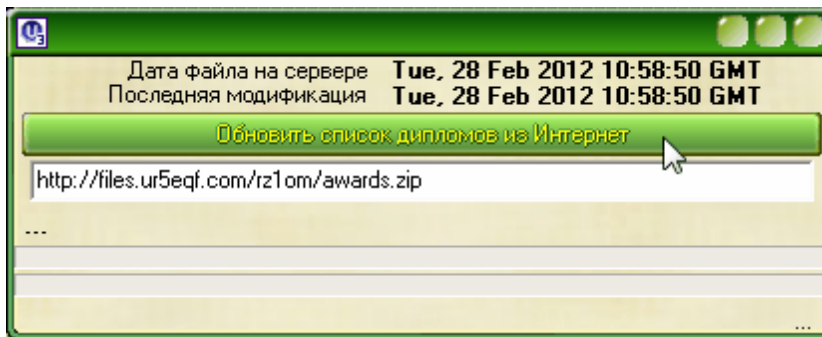 Дата файла на сервере Tue, 28 Feb 2012 10:58:50 GMT
Последняя модификация Tue, 28 Feb 2012 10:58:50 GMT
Обновить список дипломов из Интернет
http://files.ur5eqf.com/rz1om/awards.zip
...
...